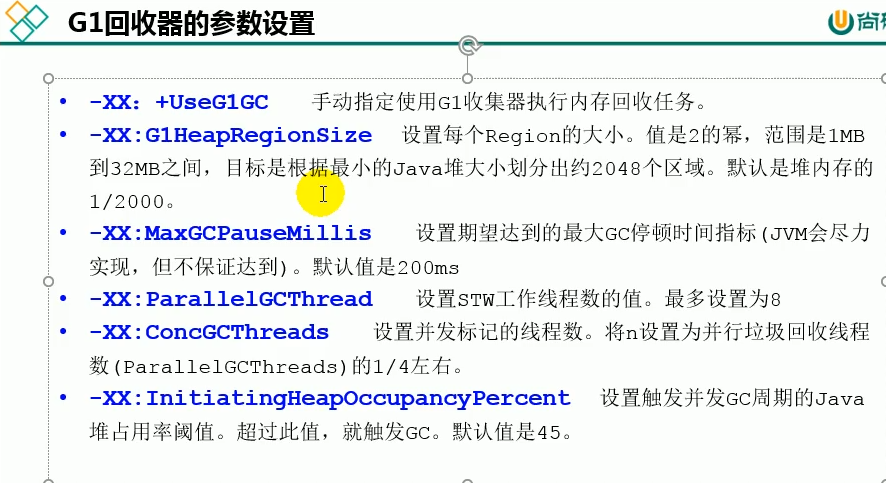 G1回收器的参数设置
尚
• -XX：+UseG1GC 手动指定使用G1收集器执行内存回收任务。
• -XX:G1HeapRegionSize 设置每个Region的大小。值是2的幂，范围是1MB
到32MB之间，目标是根据最小的Java堆大小划分出约2048个区域。默认是堆内存的
1/2000。
• -XX:MaxGCPauseMillis 设置期望达到的最大GC停顿时间指标(JVM会尽力
实现，但不保证达到)。默认值是200ms
• -XX:ParallelGCThread 设置STW工作线程数的值。最多设置为8
• -XX:ConcGCThreads 设置并发标记的线程数。将n设置为并行垃圾回收线程
数(ParallelGCThreads)的1/4左右。
• -XX:InitiatingHeapOccupancyPercent 设置触发并发GC周期的Java
堆占用率阈值。超过此值，就触发GC。默认值是45。